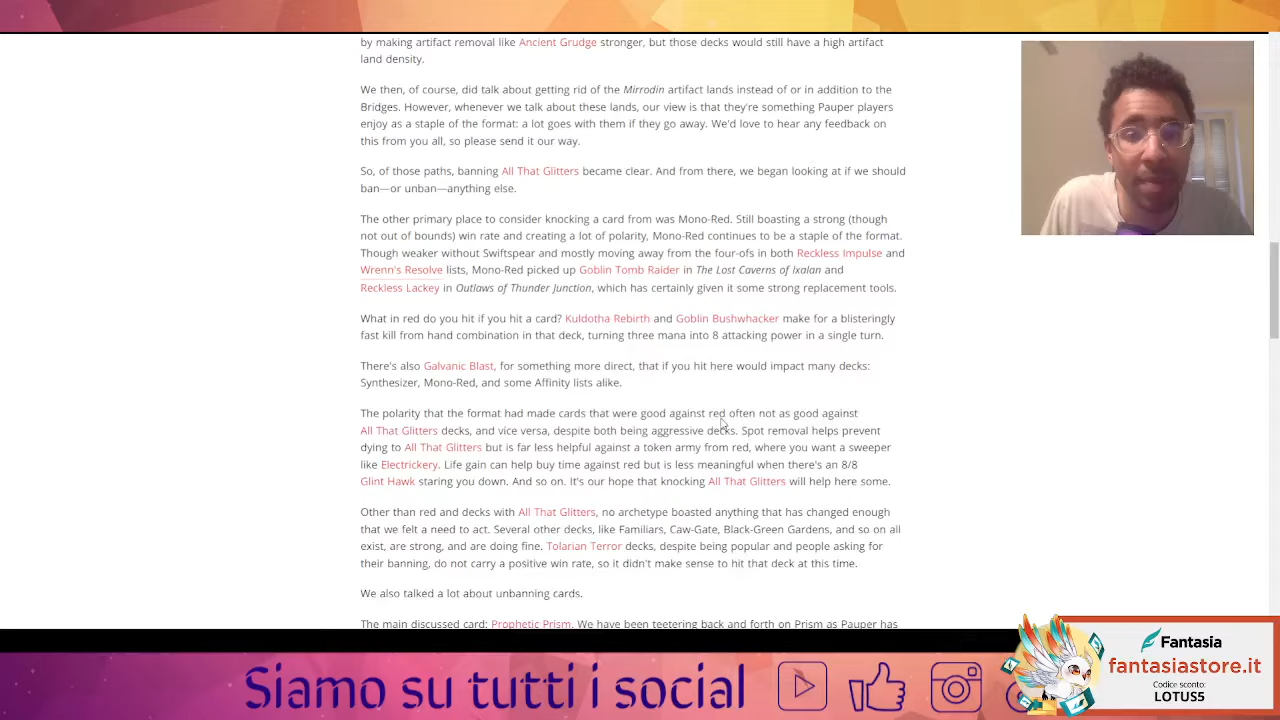 by making artifact removal like Ancient Grudge stronger, but those decks would still have a high artifact
land density.
We then, of course, did talk about getting rid of the Mirrodin artifact lands instead of or in addition to the
Bridges. However, whenever we talk about these lands, our view is that they're something Pauper players
enjoy as a staple of the format: a lot goes with them if they go away. We'd love to hear any feedback on
this from you all, so please send it our way.
So, of those paths, banning All That Glitters became clear. And from there, we began looking at if we should
ban—or unban—anything else.
The other primary place to consider knocking a card from was Mono-Red. Still boasting a strong (though
not out of bounds) win rate and creating a lot of polarity, Mono-Red continues to be a staple of the format.
Though weaker without Swiftspear and mostly moving away from the four-ofs in both Reckless Impulse and
Wrenn's Resolve lists, Mono-Red picked up Goblin Tomb Raider in The Lost Caverns of Ixalan and
Reckless Lackey in Outlaws of Thunder Junction, which has certainly given it some strong replacement tools.
What in red do you hit if you hit a card? Kuldotha Rebirth and Goblin Bushwhacker make for a blisteringly
fast kill from hand combination in that deck, turning three mana into 8 attacking power in a single turn.
There's also Galvanic Blast, for something more direct, that if you hit here would impact many decks:
Synthesizer, Mono-Red, and some Affinity lists alike.
The polarity that the format had made cards that were good against red often not as good against
All That Glitters decks, and vice versa, despite both being aggressive decks. Spot removal helps prevent
dying to All That Glitters but is far less helpful against a token army from red, where you want a sweeper
like Electrickery. Life gain can help buy time against red but is less meaningful when there's an 8/8
Glint Hawk staring you down. And so on. It's our hope that knocking All That Glitters will help here some.
Other than red and decks with All That Glitters, no archetype boasted anything that has changed enough
that we felt a need to act. Several other decks, like Familiars, Caw-Gate, Black-Green Gardens, and so on all
exist, are strong, and are doing fine. Tolarian Terror decks, despite being popular and people asking for
their banning, do not carry a positive win rate, so it didn't make sense to hit that deck at this time.
We also talked a lot about unbanning cards.
The main discussed card: Prophetic Prism. We have been teetering back and forth on Prism as Pauper has
Siamo su tutti i social
Fantasia
fantasiastore.it
Codice sconto:
LOTUS5